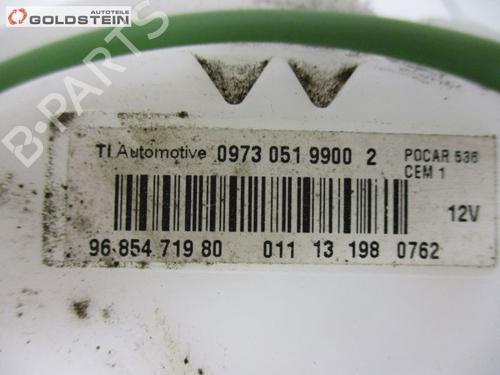 AUTOTEILE
GOLDSTEIN
B-PARTS
TI Automotive 0973 051 9900 2 POCAR 536
CEM 1
12V
96 854 719 80 011 13 198 0762